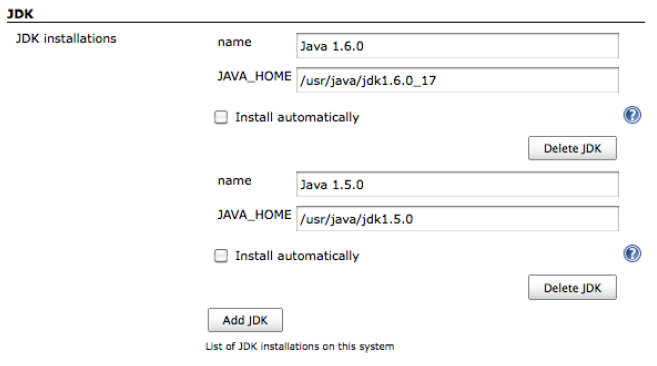 JDK
JDK installations
name
Java 1.6.0
JAVA_HOME
/usr/java/jdk1.6.0_17
Install automatically
?
Delete JDK
name
Java 1.5.0
JAVA_HOME
/usr/java/jdk1.5.0
Install automatically
?
Delete JDK
Add JDK
List of JDK installations on this system